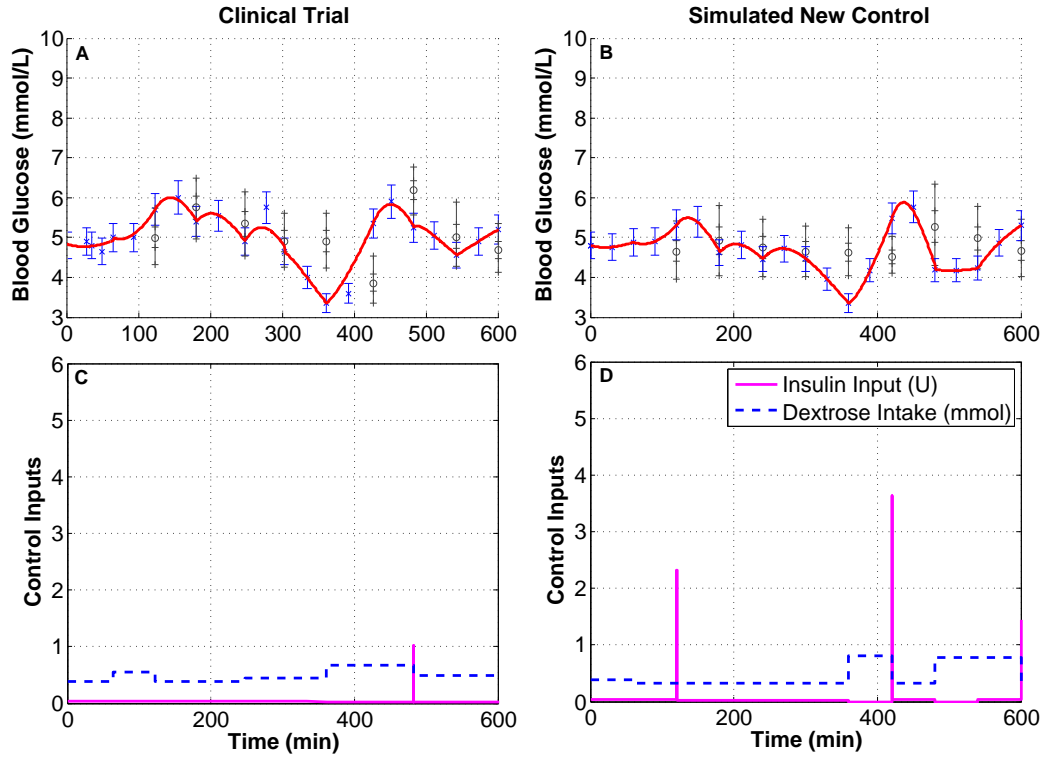 Clinical Trial
Simulated New Control
A
B
Blood Glucose (mmol/L)
10
9
8
7
6
5
4
3
0 100 200 300 400 500 600
Blood Glucose (mmol/L)
10
9
8
7
6
5
4
3
0 200 400 600
C
Control Inputs
6
5
4
3
2
1
0
0 200 400 600
Time (min)
D
Insulin Input (U)
Dextrose Intake (mmol)
Control Inputs
6
5
4
3
2
1
0
0 200 400 600
Time (min)